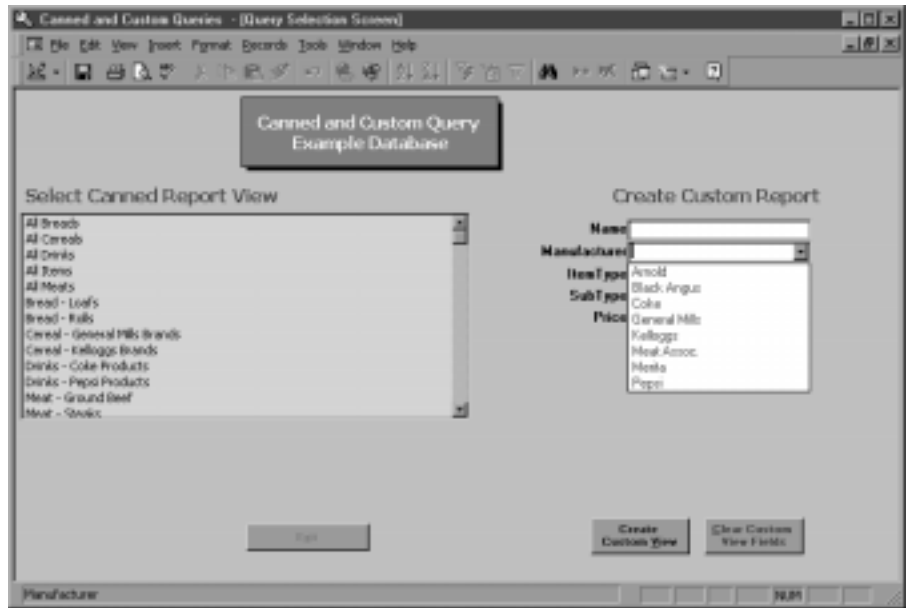 Canned and Custom Queries - [Query Selection Screen]
File Edit View Insert Format Records Tools Window Help
Canned and Custom Query
Example Database
Select Canned Report View
Create Custom Report
All Breads
All Cereals
All Drinks
All Items
All Meats
Bread - Loafs
Bread - Rolls
Cereal - General Mills Brands
Cereal - Kelloggs Brands
Drinks - Coke Products
Drinks - Pepsi Products
Meat - Ground Beef
Meat - Steaks
Name
Manufacturer
ItemType
SubType
Price
Arnold
Black Angus
Coke
General Mills
Kelloggs
Meat Assoc.
Pepsi
Exit
Create
Custom View
Clear Custom
View Fields
Manufacturer
NUM